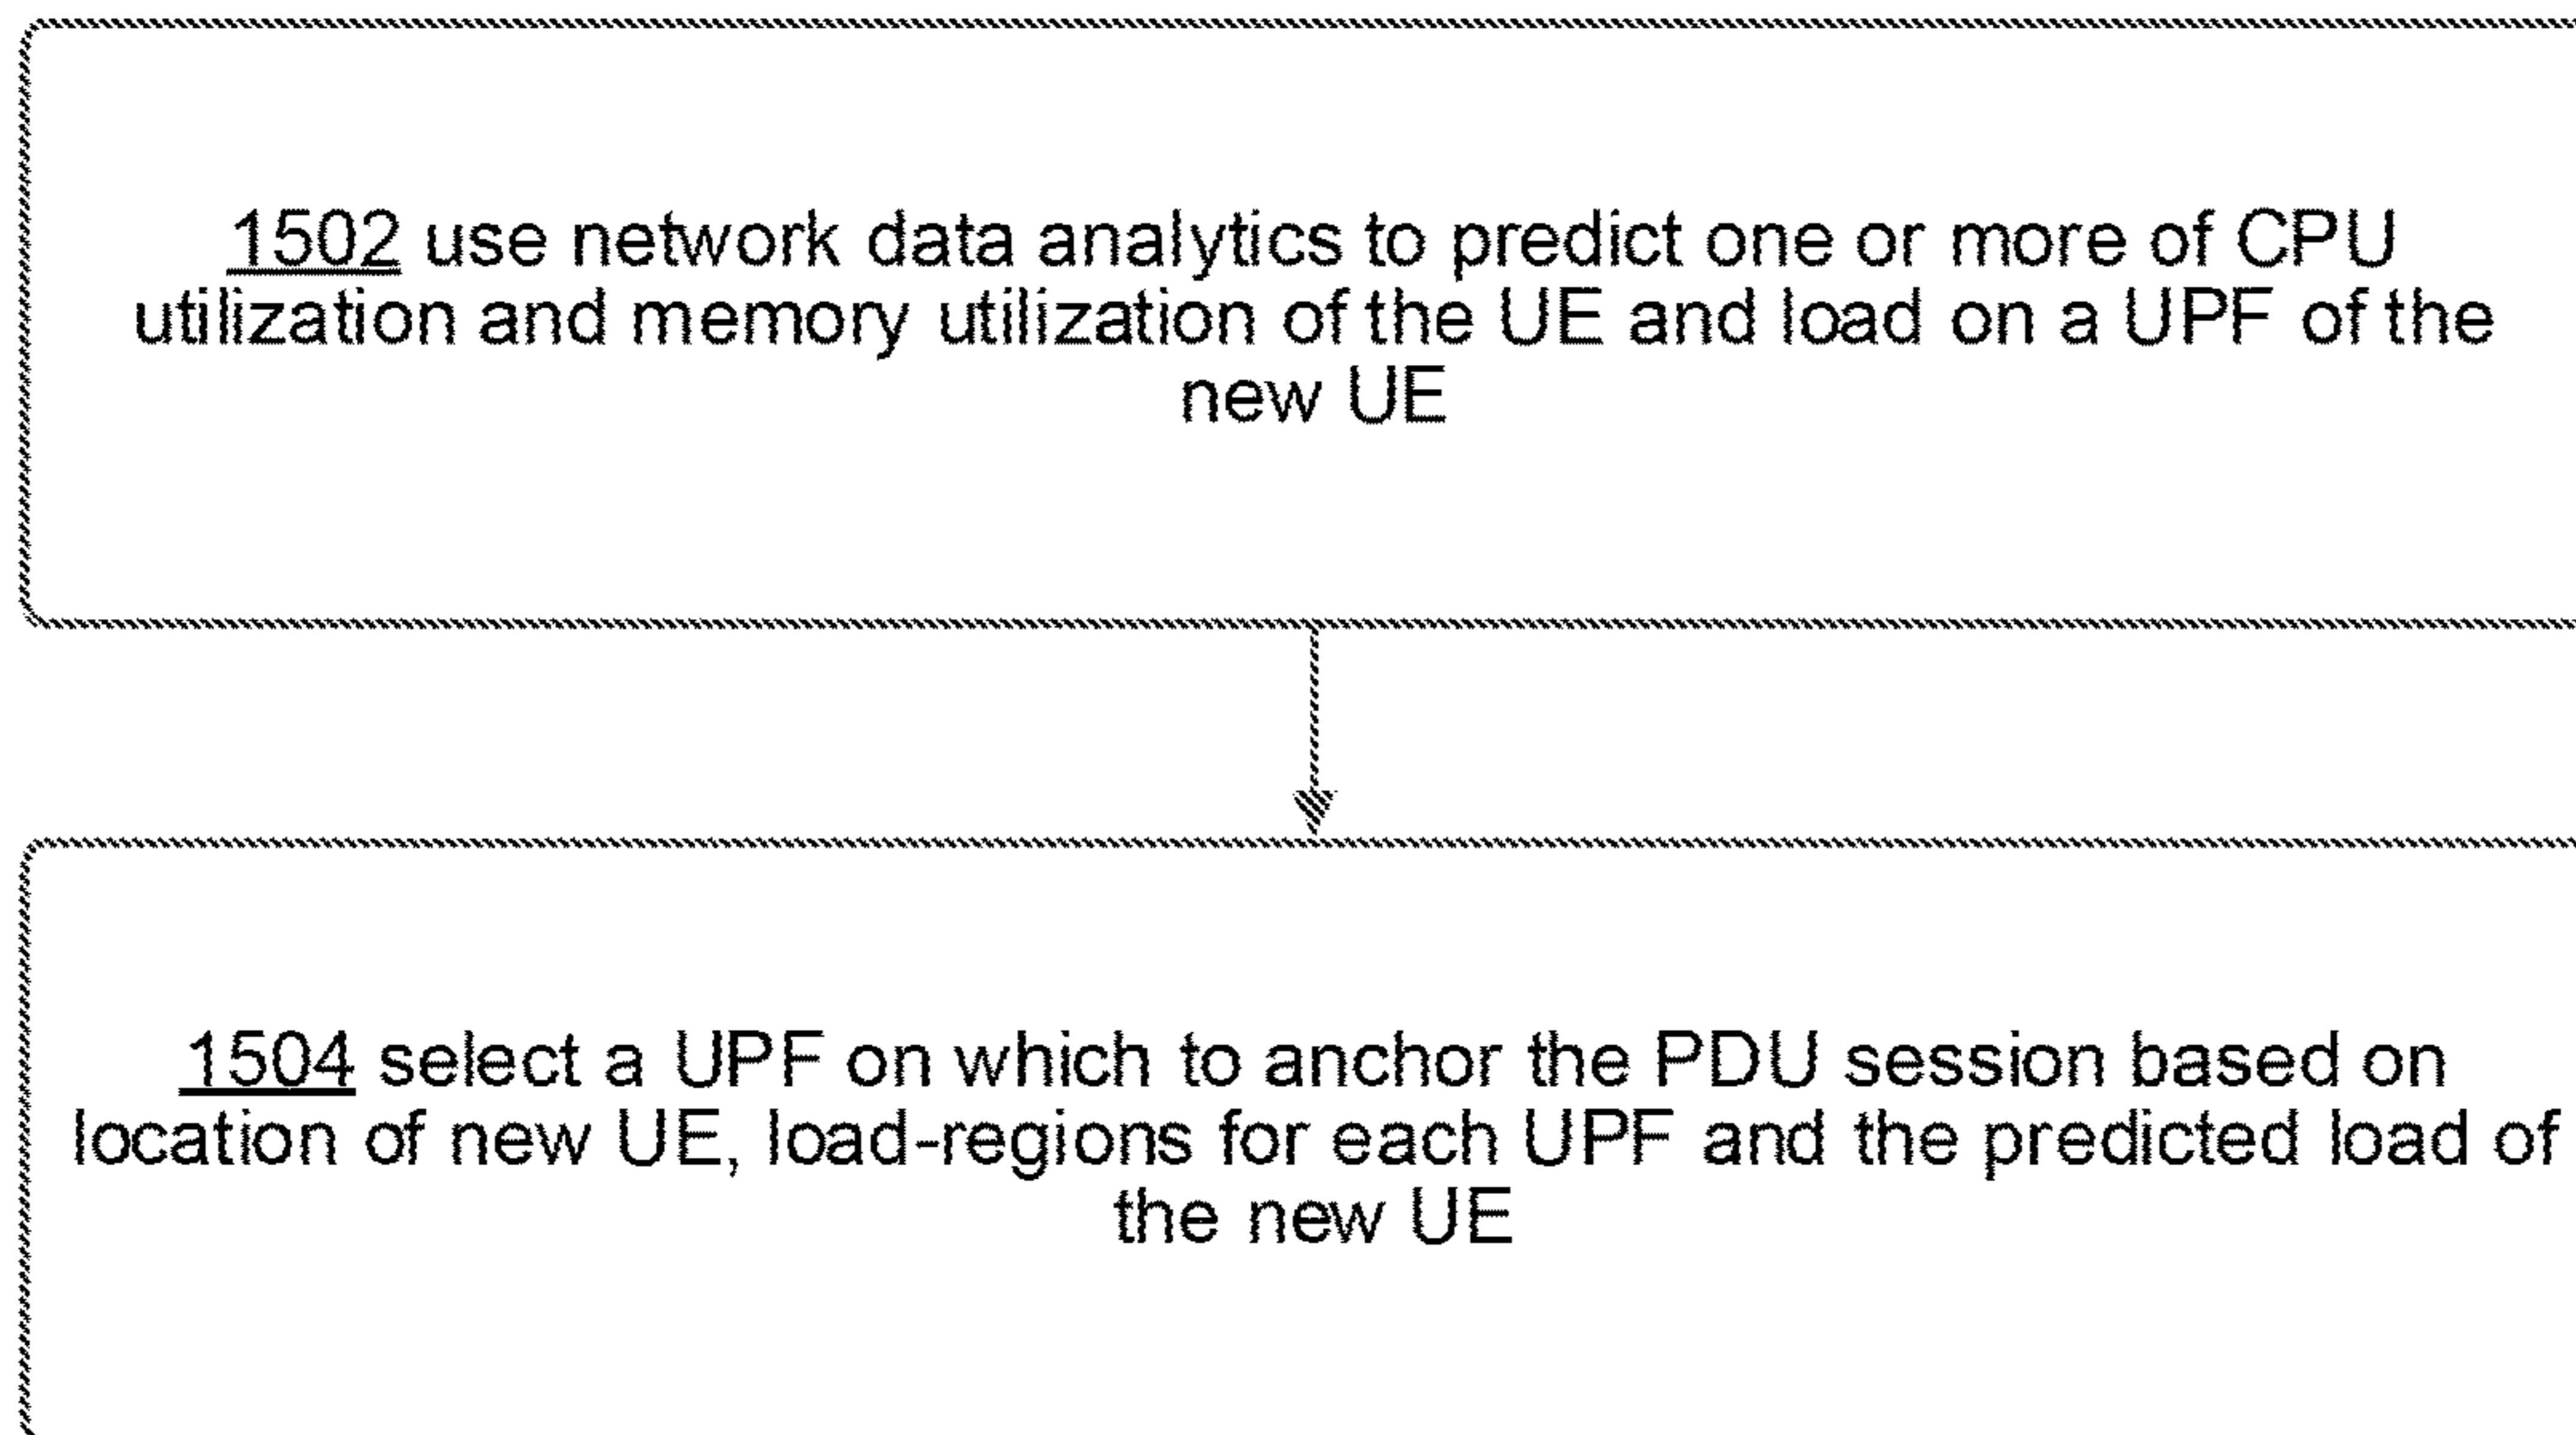 1502 use network data analytics to predict one or more of CPU
utilization and memory utilization of the UE and load on a UPF of the
new UE
1504 select a UPF on which to anchor the PDU session based on
location of new UE, load-regions for each UPF and the predicted load of
the new UE